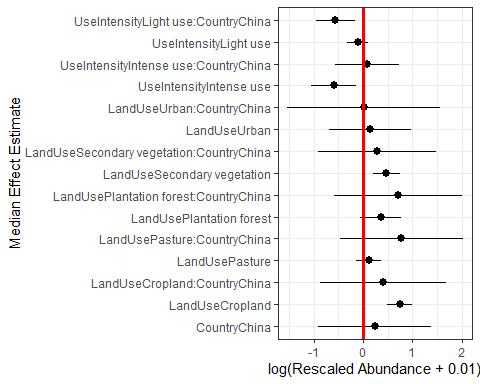 Median Effect Estimate
UseIntensityLight use:CountryChina
UseIntensityLight use
UseIntensityIntense use:CountryChina
UseIntensityIntense use
LandUseUrban:CountryChina
LandUseUrban
LandUseSecondary vegetation:CountryChina
LandUseSecondary vegetation
LandUsePlantation forest:CountryChina
LandUsePlantation forest
LandUsePasture:CountryChina
LandUsePasture
LandUseCropland:CountryChina
LandUseCropland
CountryChina
-1 0 1 2
log(Rescaled Abundance + 0.01)